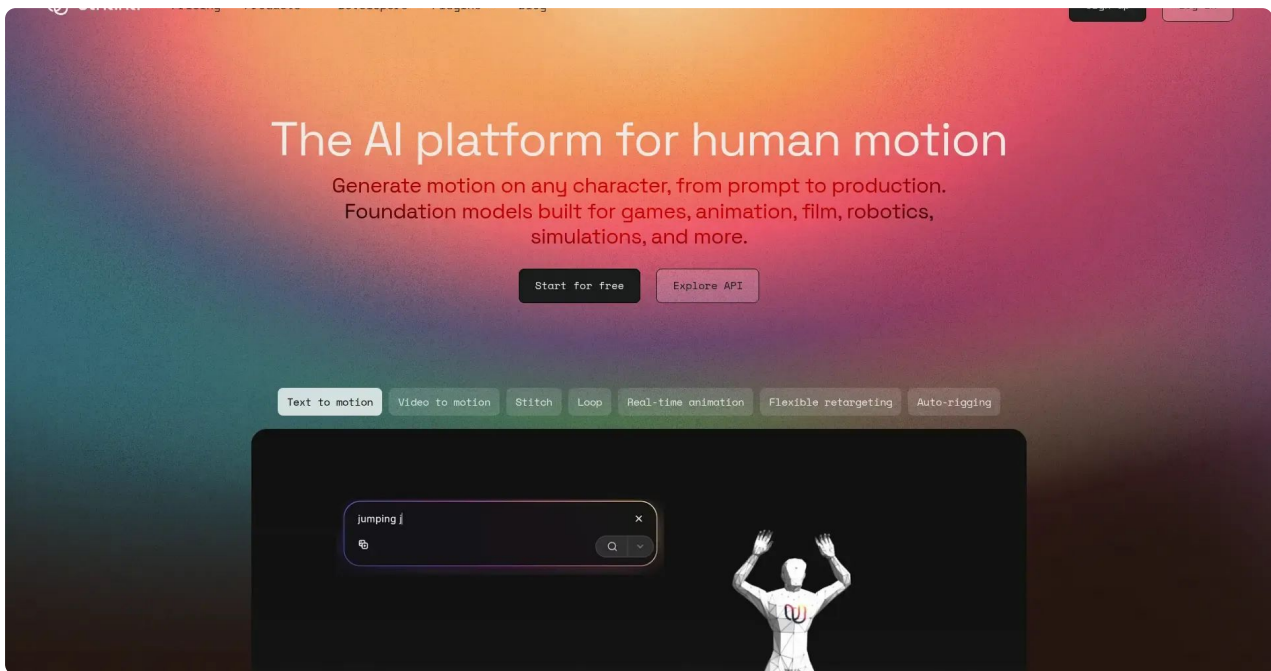 The AI platform for human motion
Generate motion on any character, from prompt to production.
Foundation models built for games, animation, film, robotics,
simulations, and more.
Start for free Explore API
Text to motion Video to motion Stitch Loop Real-time animation Flexible retargeting Auto-rigging
jumping j